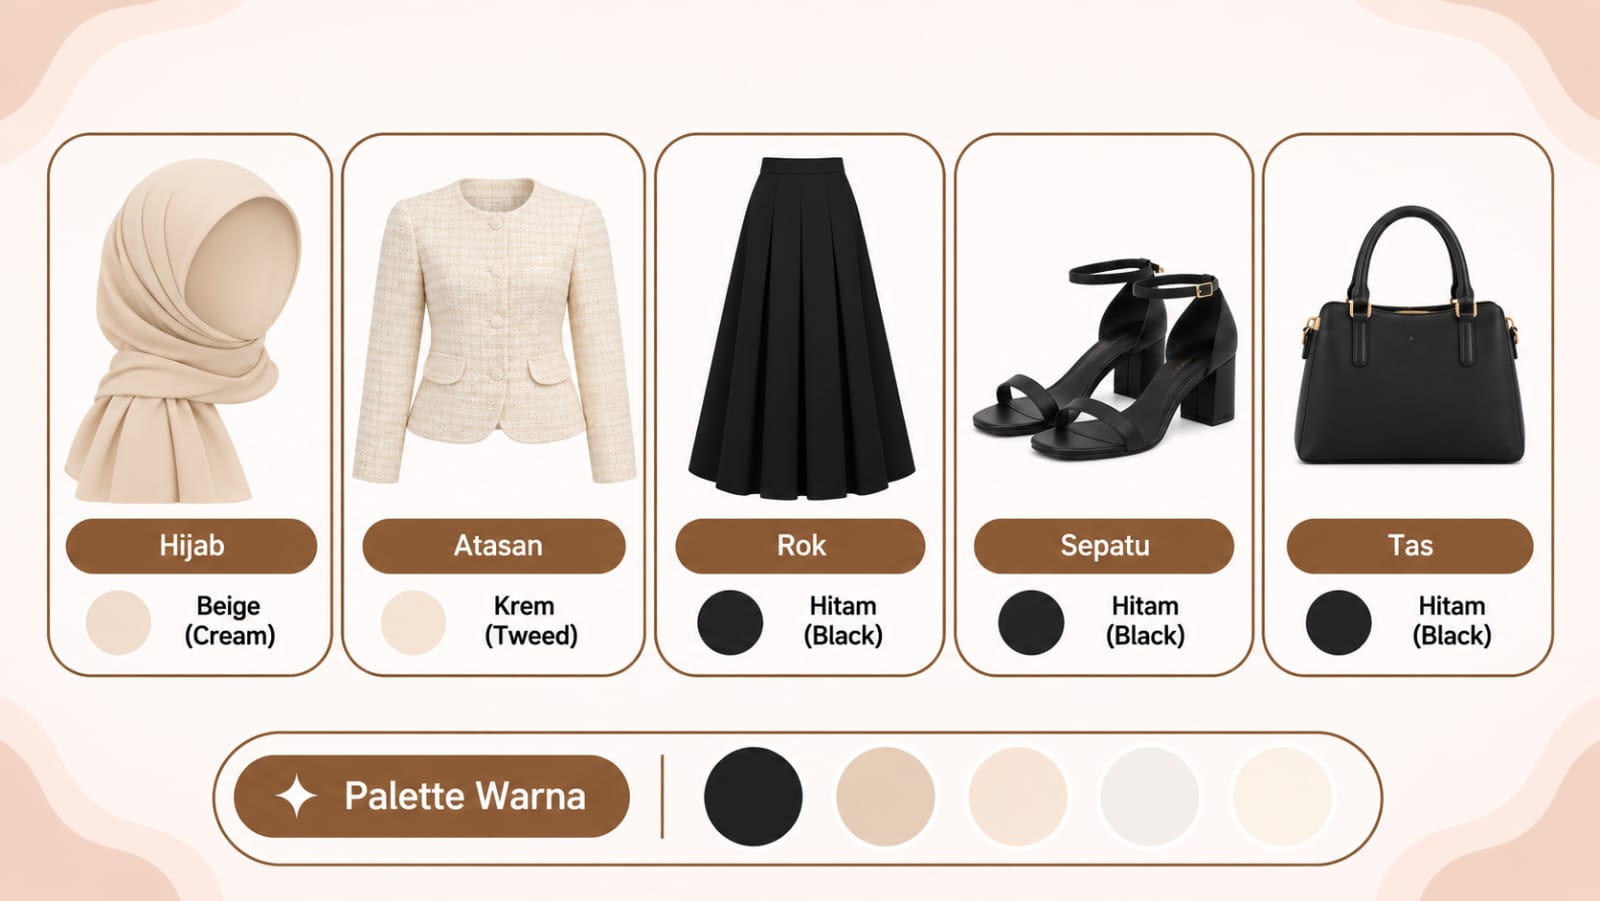 Hijab
Beige
(Cream)
Atasan
Krem
(Tweed)
Rok
Hitam
(Black)
Sepatu
Hitam
(Black)
Tas
Hitam
(Black)
Palette Warna